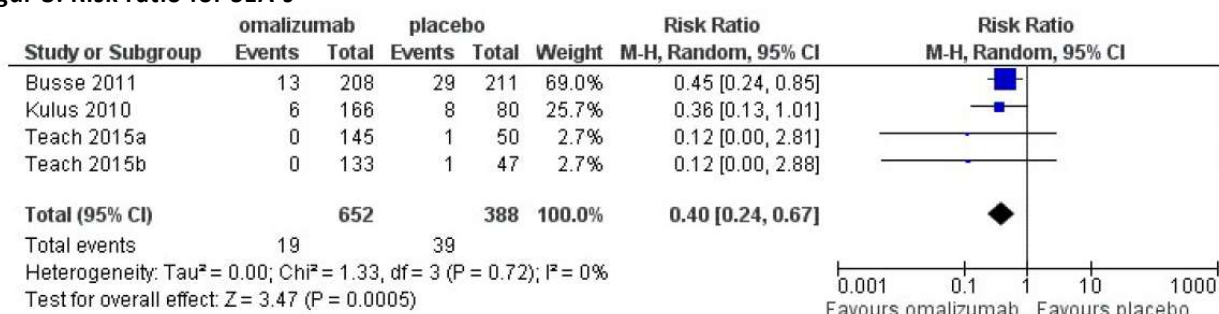 omalizumab placebo Risk Ratio Risk Ratio
Study or Subgroup Events Total Events Total Weight M-H, Random, 95% CI M-H, Random, 95% CI
Busse 2011 13 208 29 211 69.0% 0.45 [0.24, 0.85]
Kulus 2010 6 166 8 80 25.7% 0.36 [0.13, 1.01]
Teach 2015a 0 145 1 50 2.7% 0.12 [0.00, 2.81]
Teach 2015b 0 133 1 47 2.7% 0.12 [0.00, 2.88]
Total (95% CI) 652 388 100.0% 0.40 [0.24, 0.67]
Total events 19 39
Heterogeneity: Tau² = 0.00; Chi² = 1.33, df = 3 (P = 0.72); I² = 0%
Test for overall effect: Z = 3.47 (P = 0.0005)
0.001 0.1 1 10 1000
Favours omalizumab Favours placebo